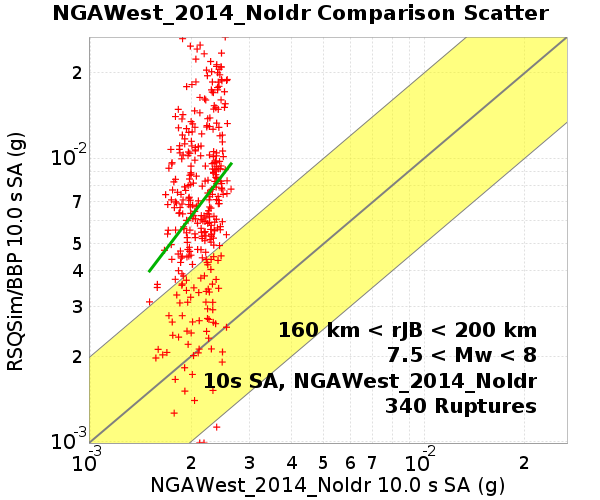 NGAWest_2014_NoIdr Comparison Scatter
RSQSim/BBP 10.0 s SA (g)
2
10-2
7
5
4
3
2
10-3
160 km < rJB < 200 km
7.5 < Mw < 8
10s SA, NGAWest_2014_NoIdr
340 Ruptures
10-3 2 3 4 5 6 7 10-2 2
NGAWest_2014_NoIdr 10.0 s SA (g)